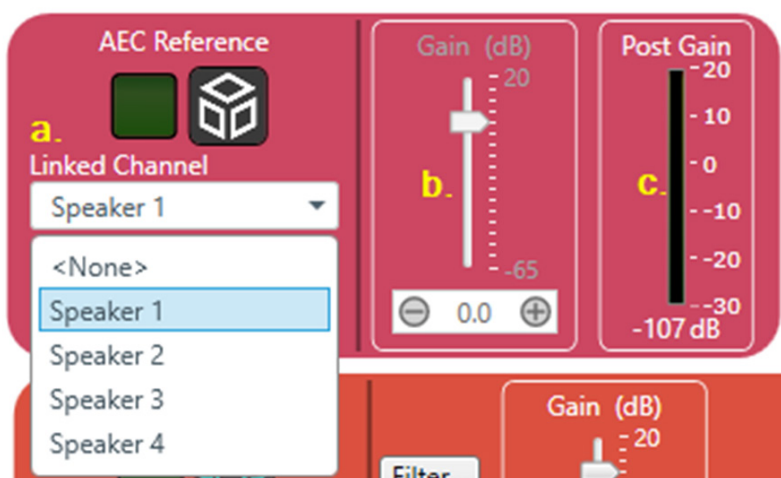 AEC Reference
a.
Linked Channel
Speaker 1
<None>
Speaker 1
Speaker 2
Speaker 3
Speaker 4
Gain (dB)
20
b.
-65
0.0
Post Gain
20
10
c.
0
-10
-20
-30
-107 dB
Filter
Gain (dB)
20